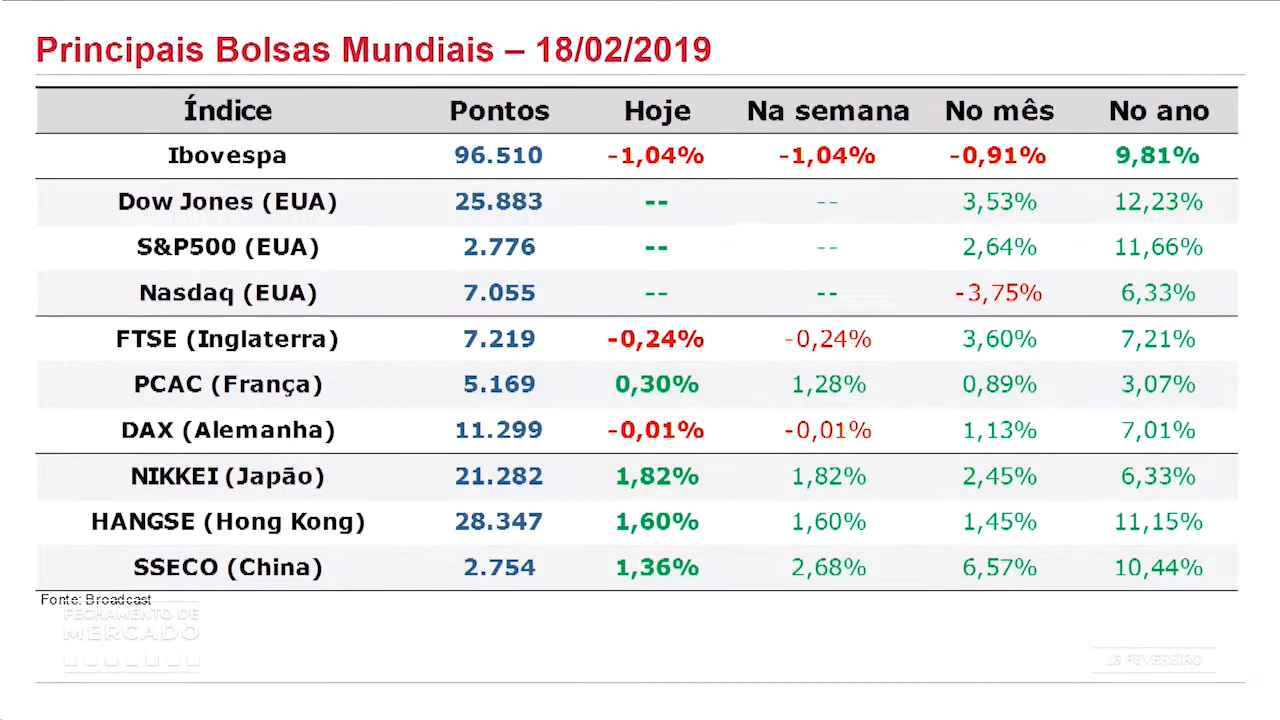 Principais Bolsas Mundiais – 18/02/2019
Índice Pontos Hoje Na semana No mês No ano
Ibovespa 96.510 -1,04% -1,04% -0,91% 9,81%
Dow Jones (EUA) 25.883 -- -- 3,53% 12,23%
S&P500 (EUA) 2.776 -- -- 2,64% 11,66%
Nasdaq (EUA) 7.055 -- -- -3,75% 6,33%
FTSE (Inglaterra) 7.219 -0,24% -0,24% 3,60% 7,21%
PCAC (França) 5.169 0,30% 1,28% 0,89% 3,07%
DAX (Alemanha) 11.299 -0,01% -0,01% 1,13% 7,01%
NIKKEI (Japão) 21.282 1,82% 1,82% 2,45% 6,33%
HANGSE (Hong Kong) 28.347 1,60% 1,60% 1,45% 11,15%
SSECO (China) 2.754 1,36% 2,68% 6,57% 10,44%
Fonte: Broadcast
FECHAMENTO DE
MERCADO
18 FEVEREIRO